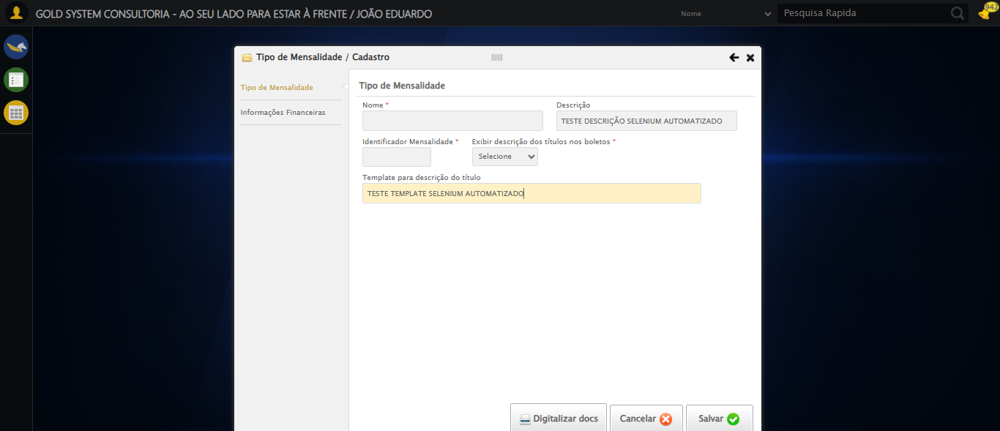 GOLD SYSTEM CONSULTORIA - AO SEU LADO PARA ESTAR À FRENTE / JOÃO EDUARDO
Nome
Pesquisa Rapida
942
Tipo de Mensalidade / Cadastro
Tipo de Mensalidade
Informações Financeiras
Tipo de Mensalidade
Nome *
Descrição
TESTE DESCRIÇÃO SELENIUM AUTOMATIZADO
Identificador Mensalidade *
Exibir descrição dos títulos nos boletos *
Selecione
Template para descrição do título
TESTE TEMPLATE SELENIUM AUTOMATIZADO
Digitalizar docs
Cancelar
Salvar